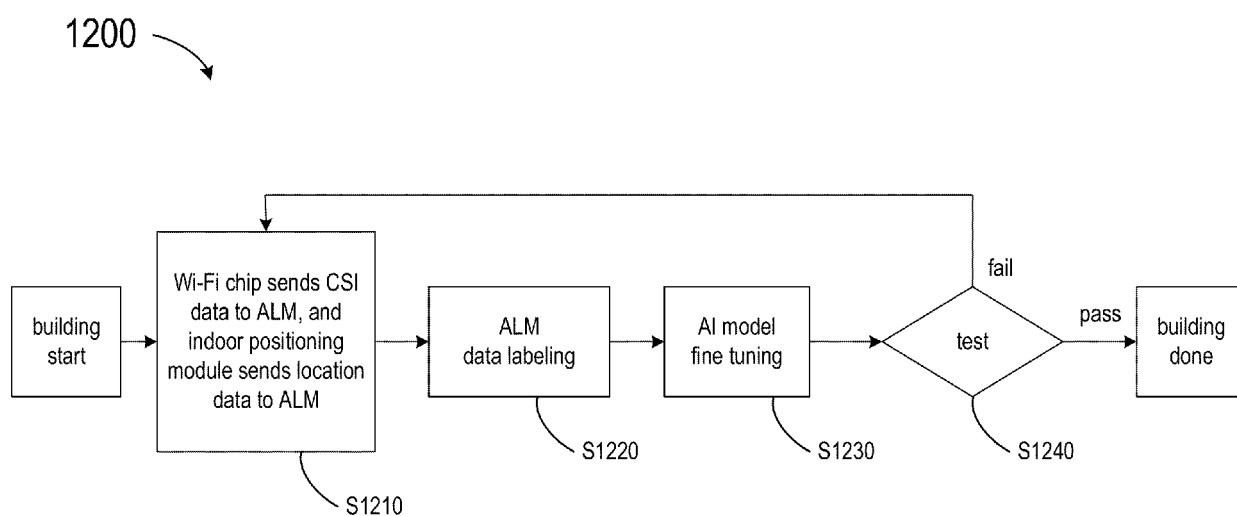 1200
building
start
Wi-Fi chip sends CSI
data to ALM, and
indoor positioning
module sends location
data to ALM
S1210
ALM
data labeling
S1220
AI model
fine tuning
S1230
test
S1240
fail
pass
building
done